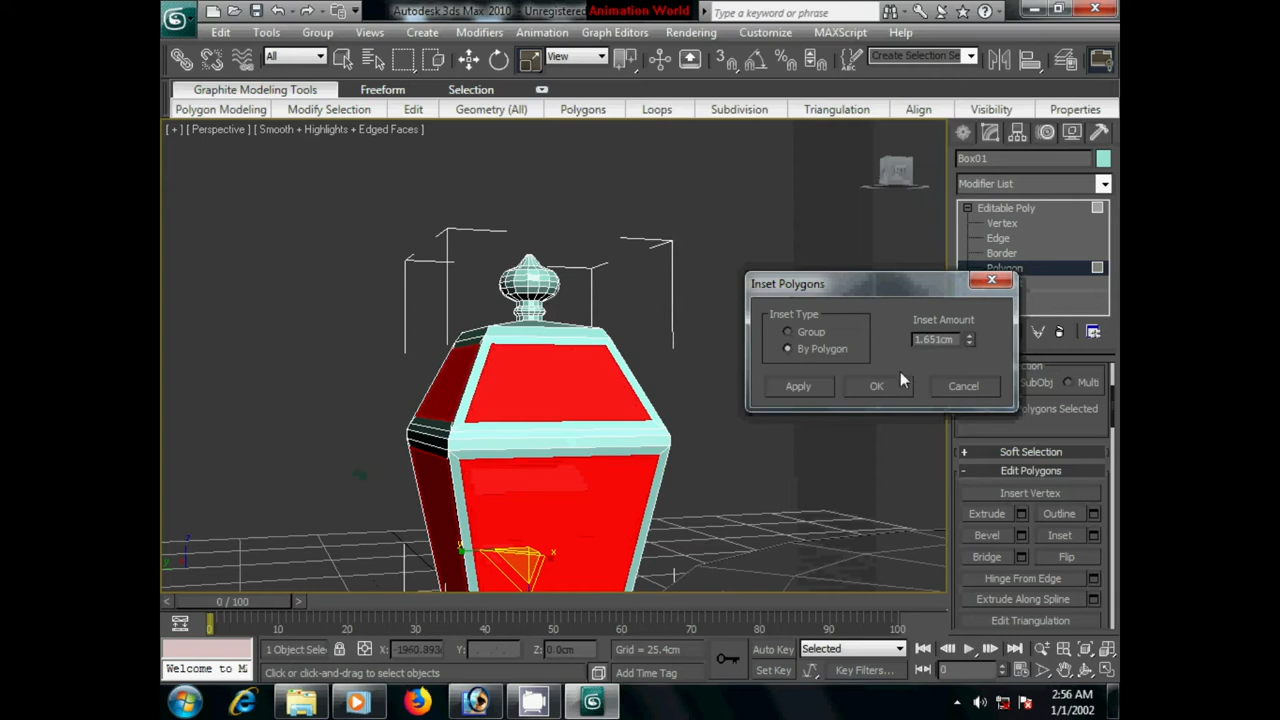 Autodesk 3ds Max 2010 - Unregistered
Animation World
Type a keyword or phrase
Edit Tools Group Views Create Modifiers Animation Graph Editors Rendering Customize MAXScript Help
All
View
Create Selection Se
Graphite Modeling Tools Freeform Selection
Polygon Modeling Modify Selection Edit Geometry (All) Polygons Loops Subdivision Triangulation Align Visibility Properties
[ + ] [ Perspective ] [ Smooth + Highlights + Edged Faces ]
Box01
Modifier List
Editable Poly
Vertex
Edge
Border
Polygon
Inset Polygons
Inset Type
Group
By Polygon
Inset Amount
1.651cm
Apply OK Cancel
SubObj Multi
olygons Selected
+ Soft Selection
- Edit Polygons
Insert Vertex
Extrude Outline
Bevel Inset
Bridge Flip
Hinge From Edge
Extrude Along Spline
Edit Triangulation
y x
z
< 0 / 100 >
0 10 20 30 40 50 60 70 80 90 100
1 Object Sele X: -1960.893 Y: Z: 0.0cm Grid = 25.4cm Auto Key Selected
Welcome to M Click or click-and-drag to select objects Add Time Tag Set Key Key Filters... 0
2:56 AM
1/1/2002